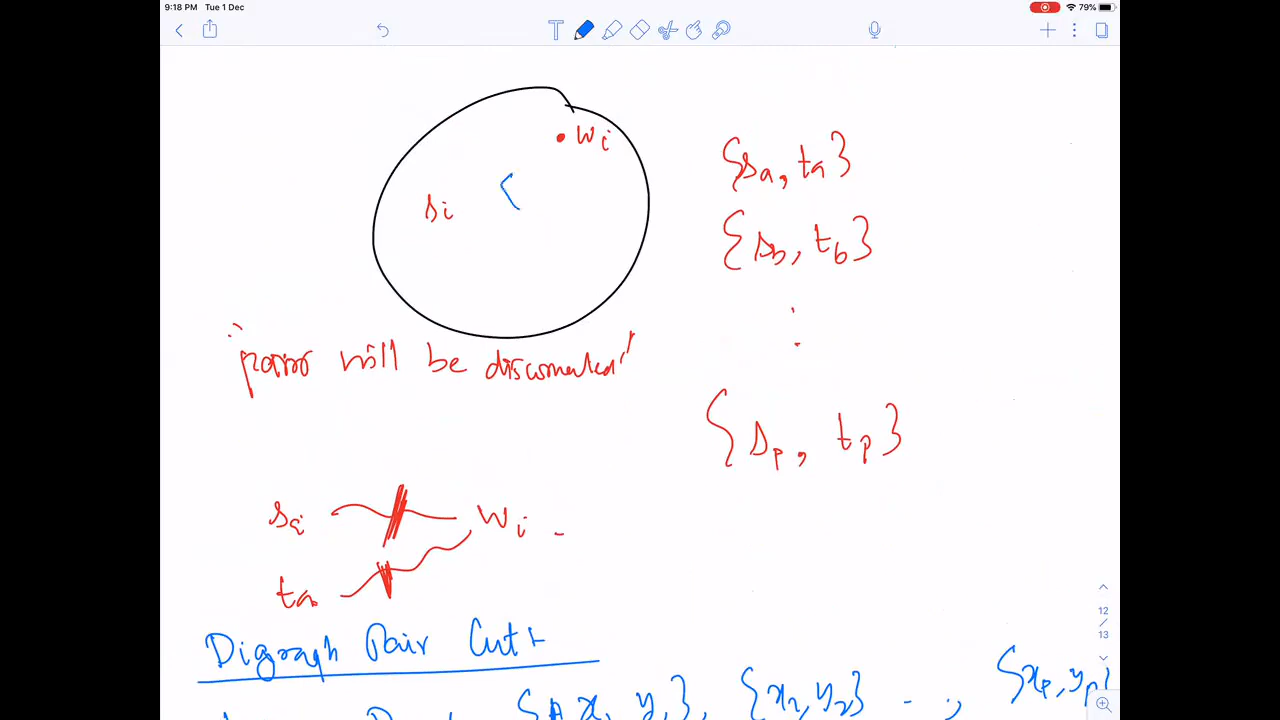 9:18 PM Tue 1 Dec
79%
T
wi
si
{sa, ta}
{sb, tb}
:
"pair will be disconnected"
{sp, tp}
si wi -
ta
12
/
13
Digraph Pair Cut
{x1, y1}, {x2, y2} - - , {xp, yp}